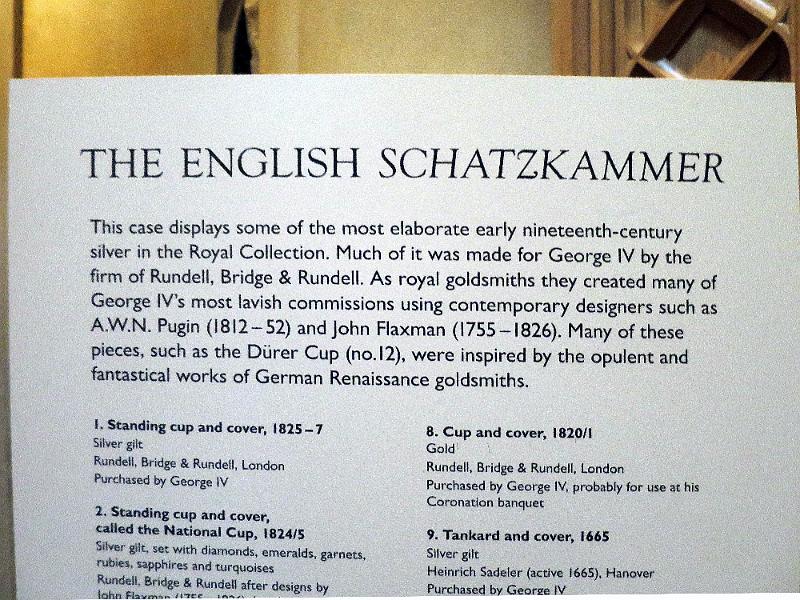 THE ENGLISH SCHATZKAMMER
This case displays some of the most elaborate early nineteenth-century
silver in the Royal Collection. Much of it was made for George IV by the
firm of Rundell, Bridge & Rundell. As royal goldsmiths they created many of
George IV's most lavish commissions using contemporary designers such as
A.W.N. Pugin (1812–52) and John Flaxman (1755–1826). Many of these
pieces, such as the Dürer Cup (no.12), were inspired by the opulent and
fantastical works of German Renaissance goldsmiths.
1. Standing cup and cover, 1825–7
Silver gilt
Rundell, Bridge & Rundell, London
Purchased by George IV
2. Standing cup and cover,
called the National Cup, 1824/5
Silver gilt, set with diamonds, emeralds, garnets,
rubies, sapphires and turquoises
Rundell, Bridge & Rundell after designs by
John Flaxman
8. Cup and cover, 1820/1
Gold
Rundell, Bridge & Rundell, London
Purchased by George IV, probably for use at his
Coronation banquet
9. Tankard and cover, 1665
Silver gilt
Heinrich Sadeler (active 1665), Hanover
Purchased by George IV